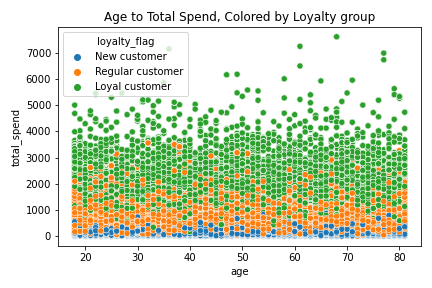 Age to Total Spend, Colored by Loyalty group
loyalty_flag
New customer
Regular customer
Loyal customer
total_spend
7000
6000
5000
4000
3000
2000
1000
0
20
30
40
50
60
70
80
age